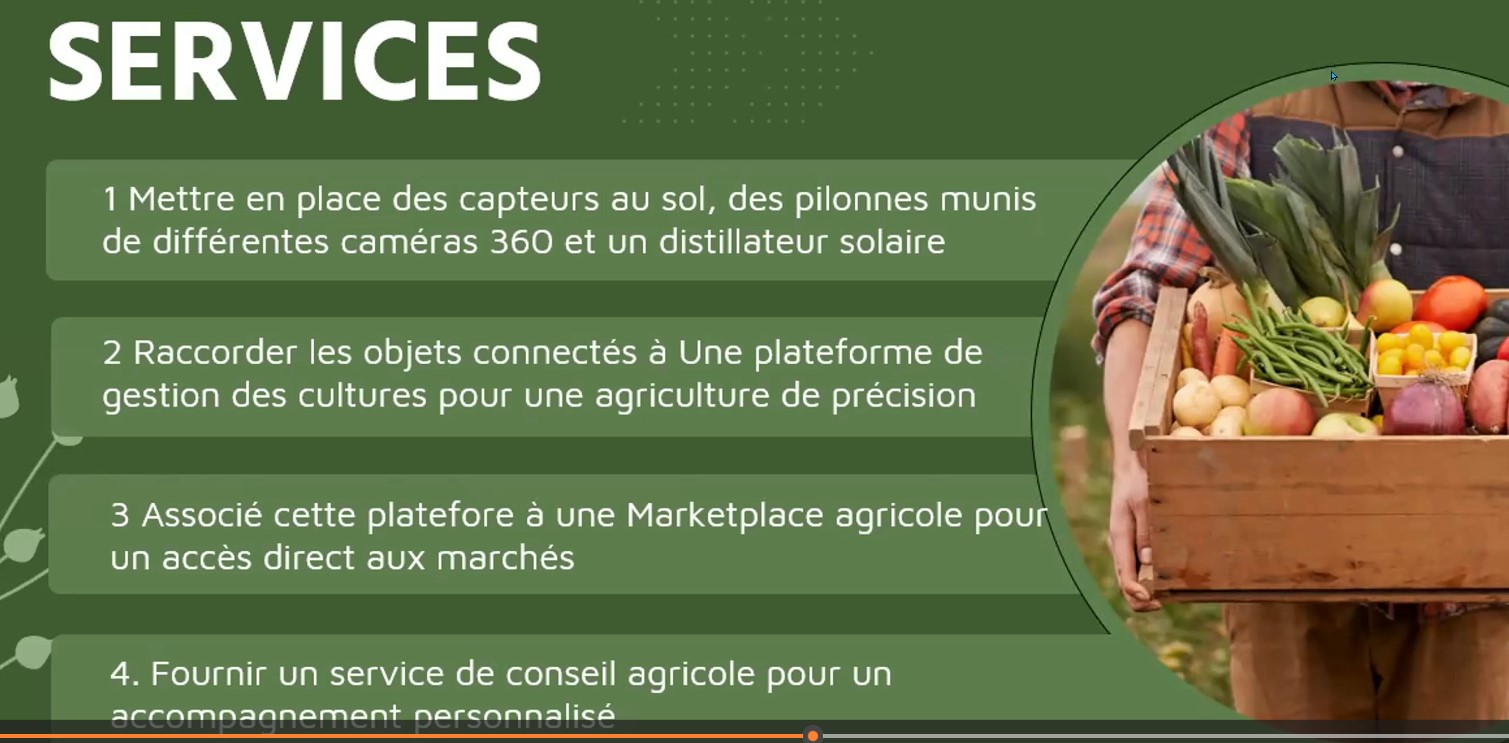 SERVICES
1 Mettre en place des capteurs au sol, des pilonnes munis
de différentes caméras 360 et un distillateur solaire
2 Raccorder les objets connectés à Une plateforme de
gestion des cultures pour une agriculture de précision
3 Associé cette platefore à une Marketplace agricole pour
un accès direct aux marchés
4. Fournir un service de conseil agricole pour un
accompagnement personnalisé